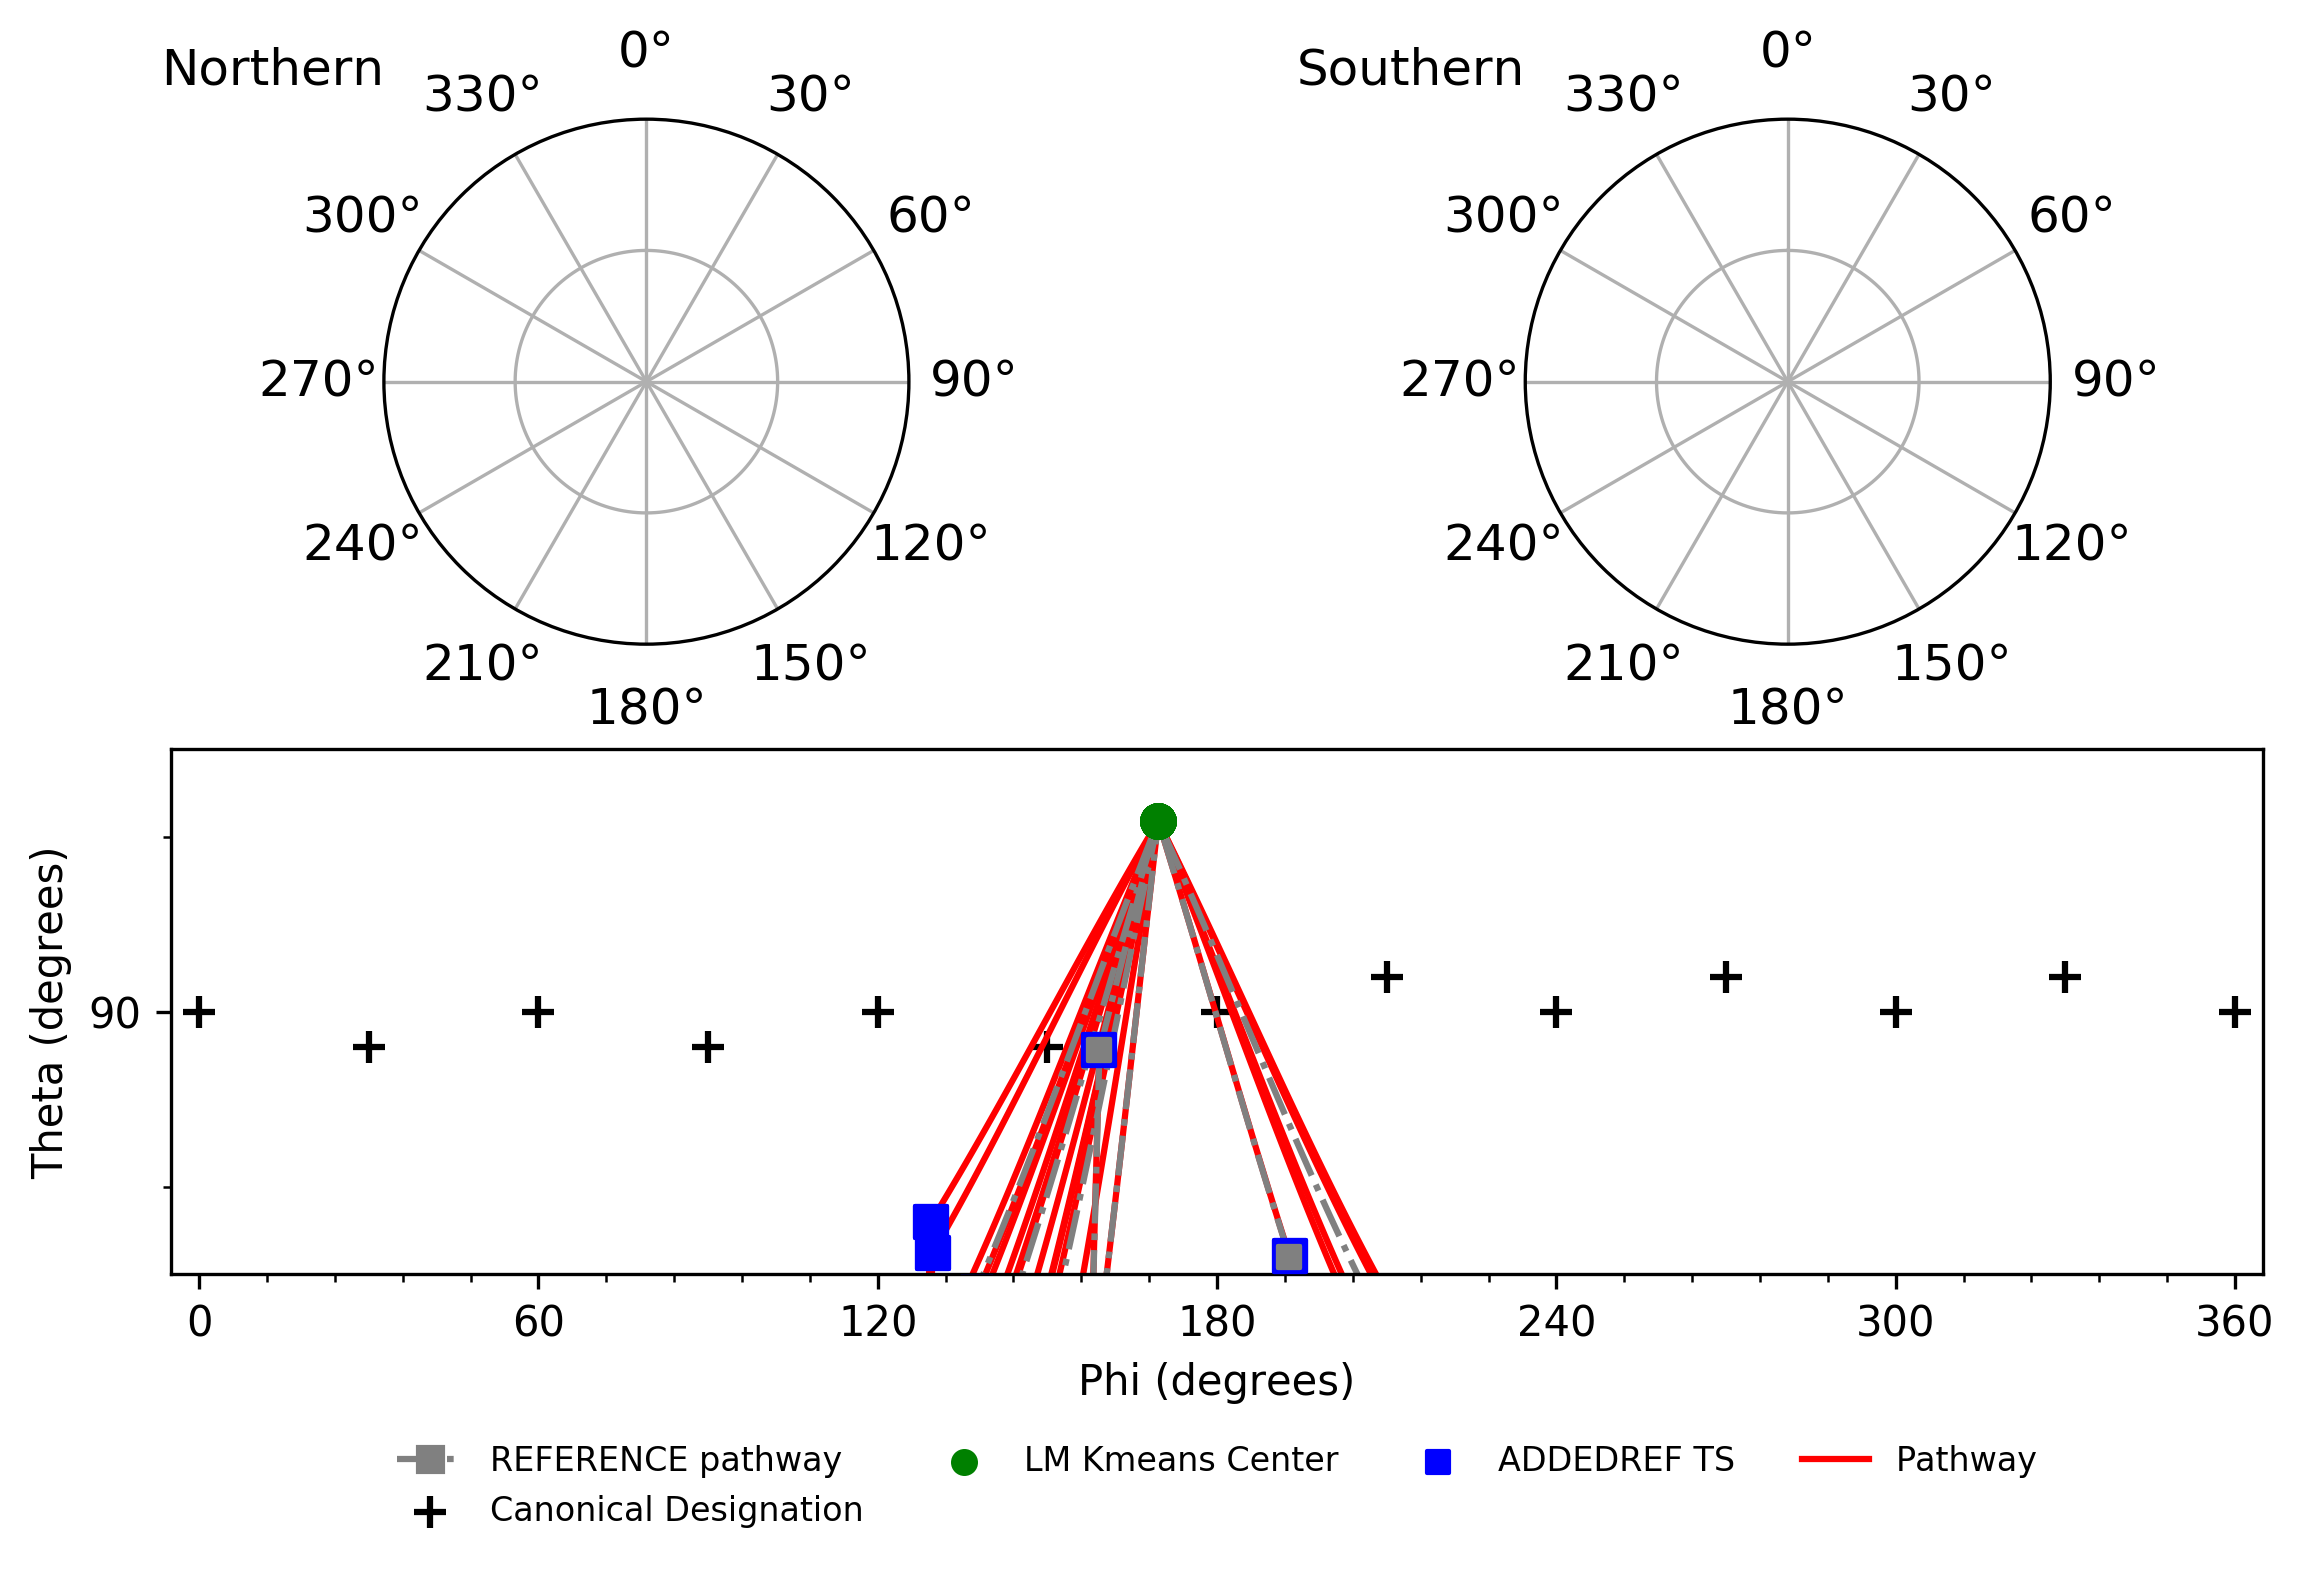 Northern
0°
330°
30°
300°
60°
270°
90°
240°
120°
210°
150°
180°
Southern
0°
330°
30°
300°
60°
270°
90°
240°
120°
210°
150°
180°
Theta (degrees)
90
0 60 120 180 240 300 360
Phi (degrees)
REFERENCE pathway
Canonical Designation
LM Kmeans Center
ADDEDREF TS
Pathway